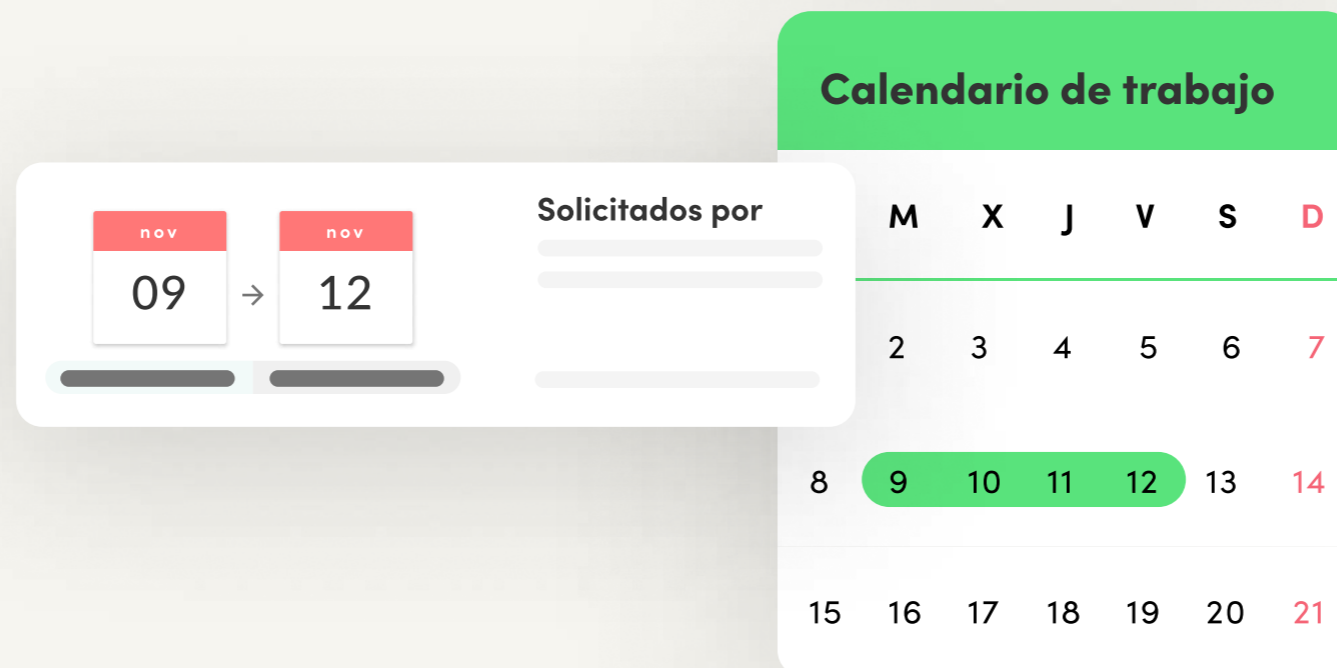 Calendario de trabajo
nov
09
→
nov
12
Solicitados por
M X J V S D
2 3 4 5 6 7
8 9 10 11 12 13 14
15 16 17 18 19 20 21